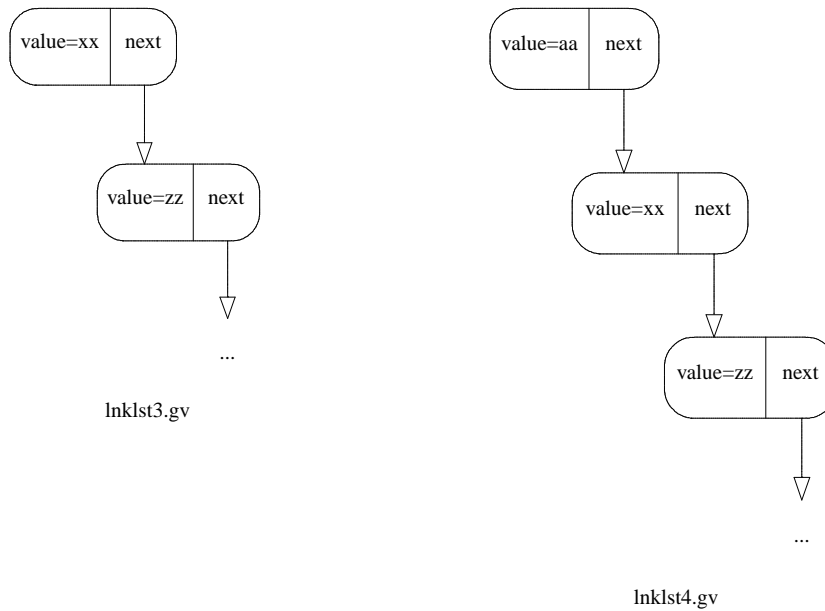 value=xx next
value=zz next
...
lnklst3.gv
value=aa next
value=xx next
value=zz next
...
lnklst4.gv